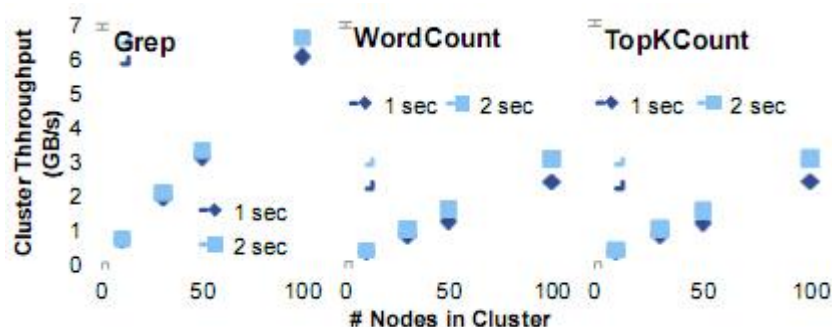 Cluster Thhroughput
(GB/s)
7
6
5
4
3
2
1
0
Grep
1 sec
2 sec
0 50 100
WordCount
1 sec 2 sec
0 50 100
TopKCount
1 sec 2 sec
0 50 100
# Nodes in Cluster